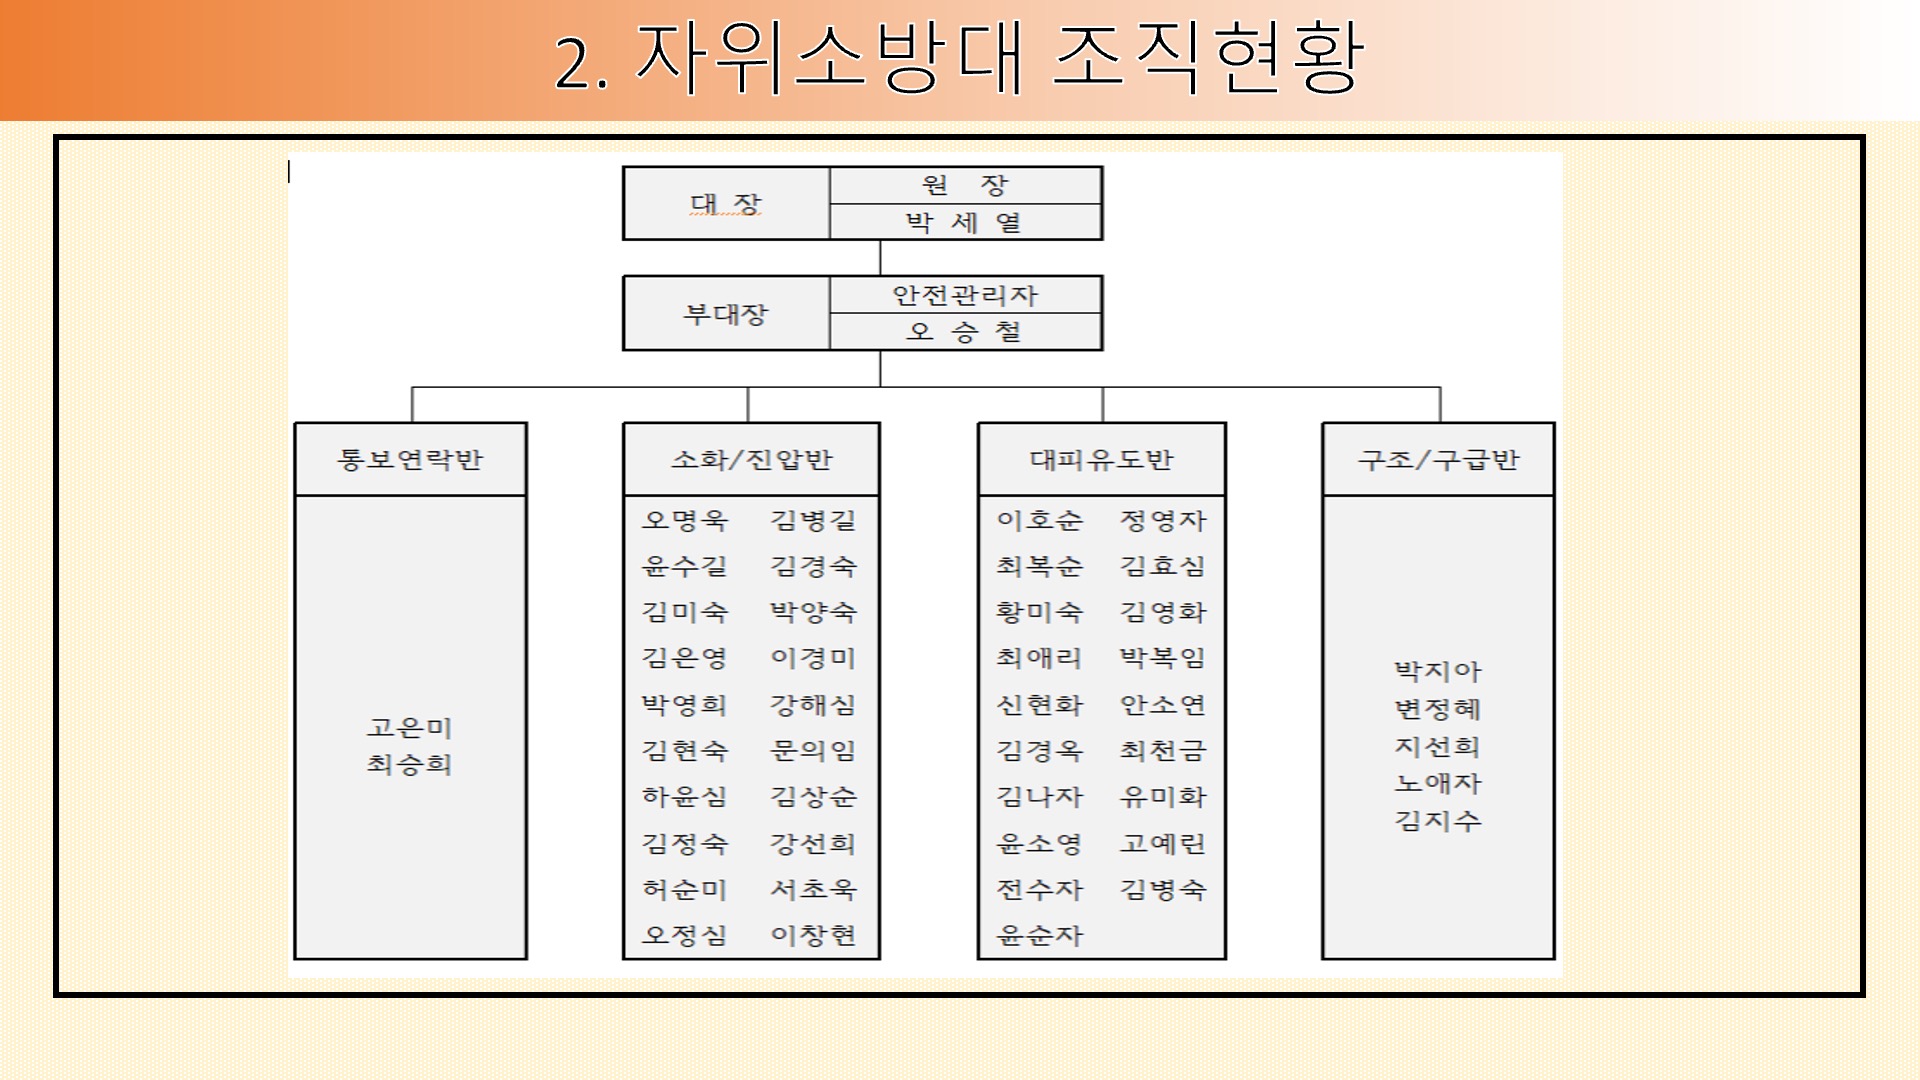 2. 자위소방대 조직현황
대 장
원 장
박 세 열
부대장
안전관리자
오 승 철
통보연락반
고은미
최승희
소화/진압반
오명욱 김병길
윤수길 김경숙
김미숙 박양숙
김은영 이경미
박영희 강해심
김현숙 문의임
하윤심 김상순
김정숙 강선희
허순미 서초욱
오정심 이창현
대피유도반
이호순 정영자
최복순 김효심
황미숙 김영화
최애리 박복임
신현화 안소연
김경옥 최천금
김나자 유미화
윤소영 고예린
전수자 김병숙
윤순자
구조/구급반
박지아
변정혜
지선희
노애자
김지수